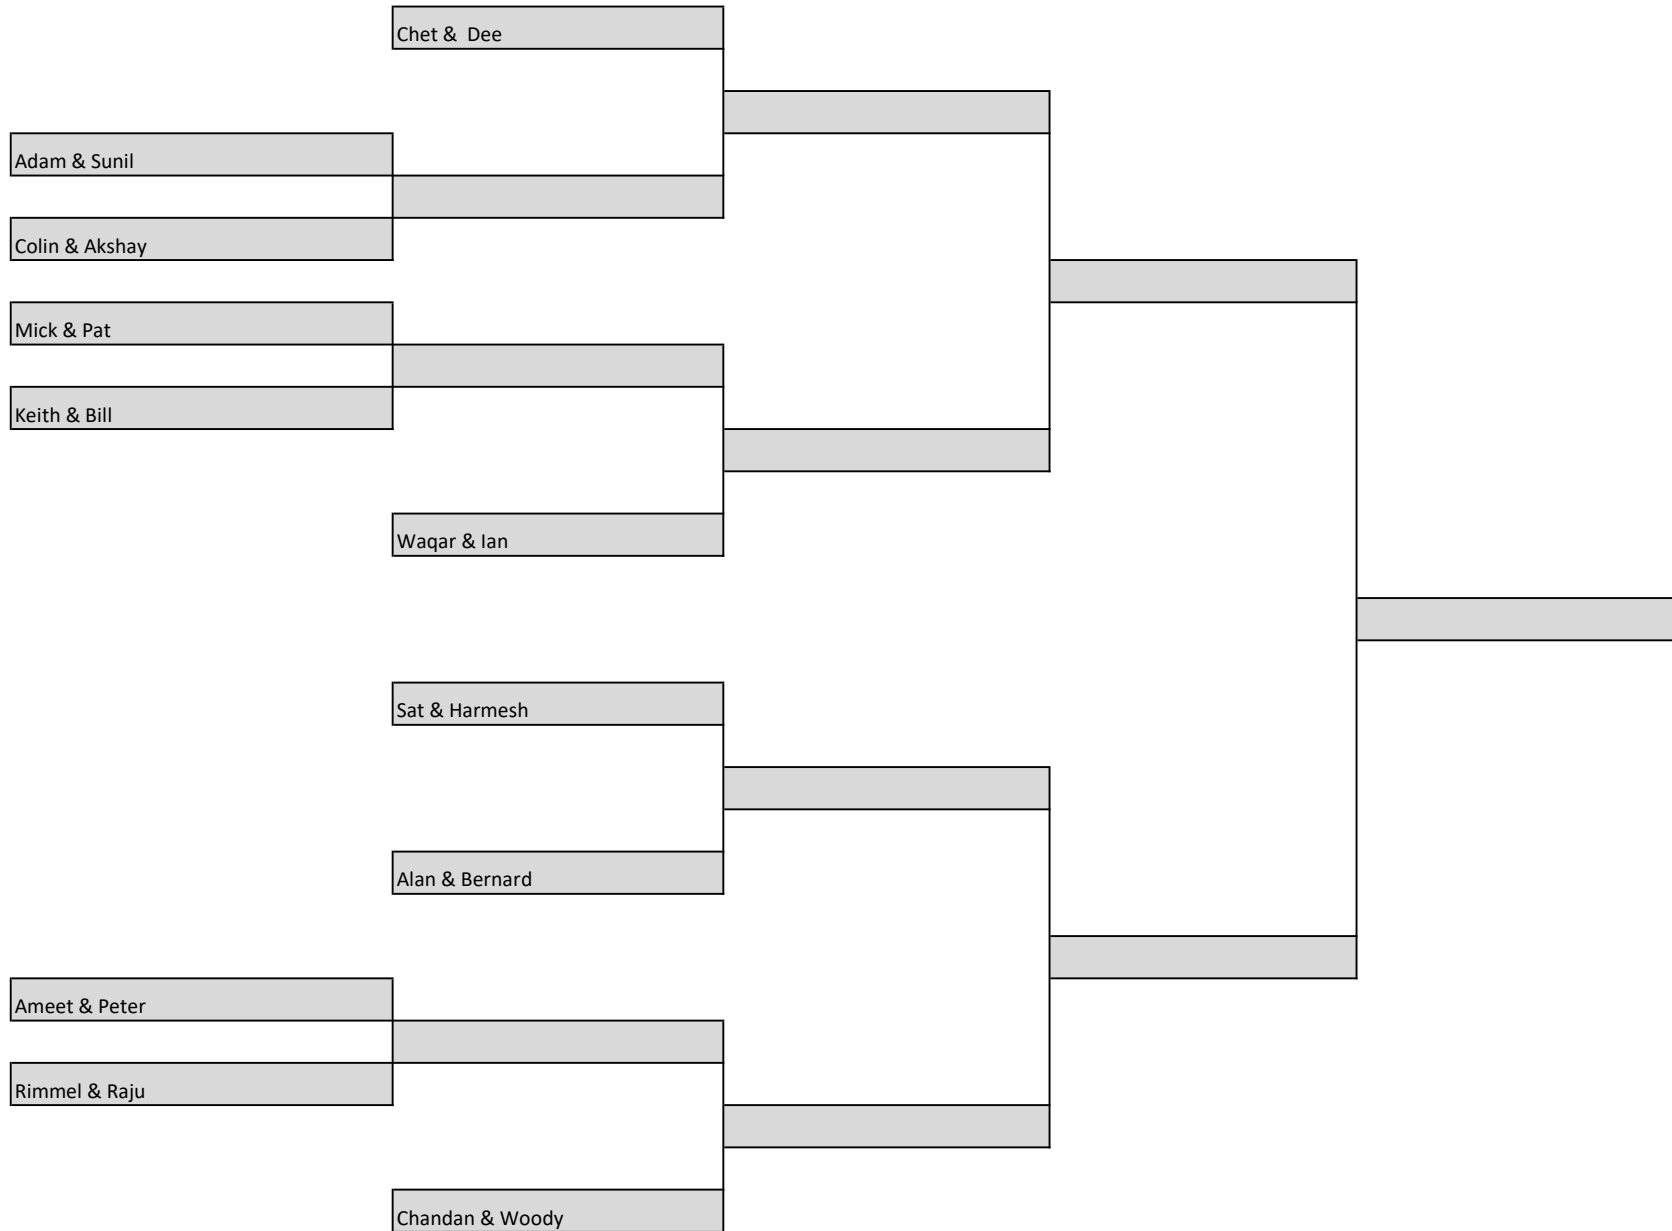 Chet &  Dee
Adam & Sunil
Colin & Akshay
Mick & Pat
Keith & Bill
Waqar & Ian
Sat & Harmesh
Alan & Bernard
Ameet & Peter
Rimmel & Raju
Chandan & Woody